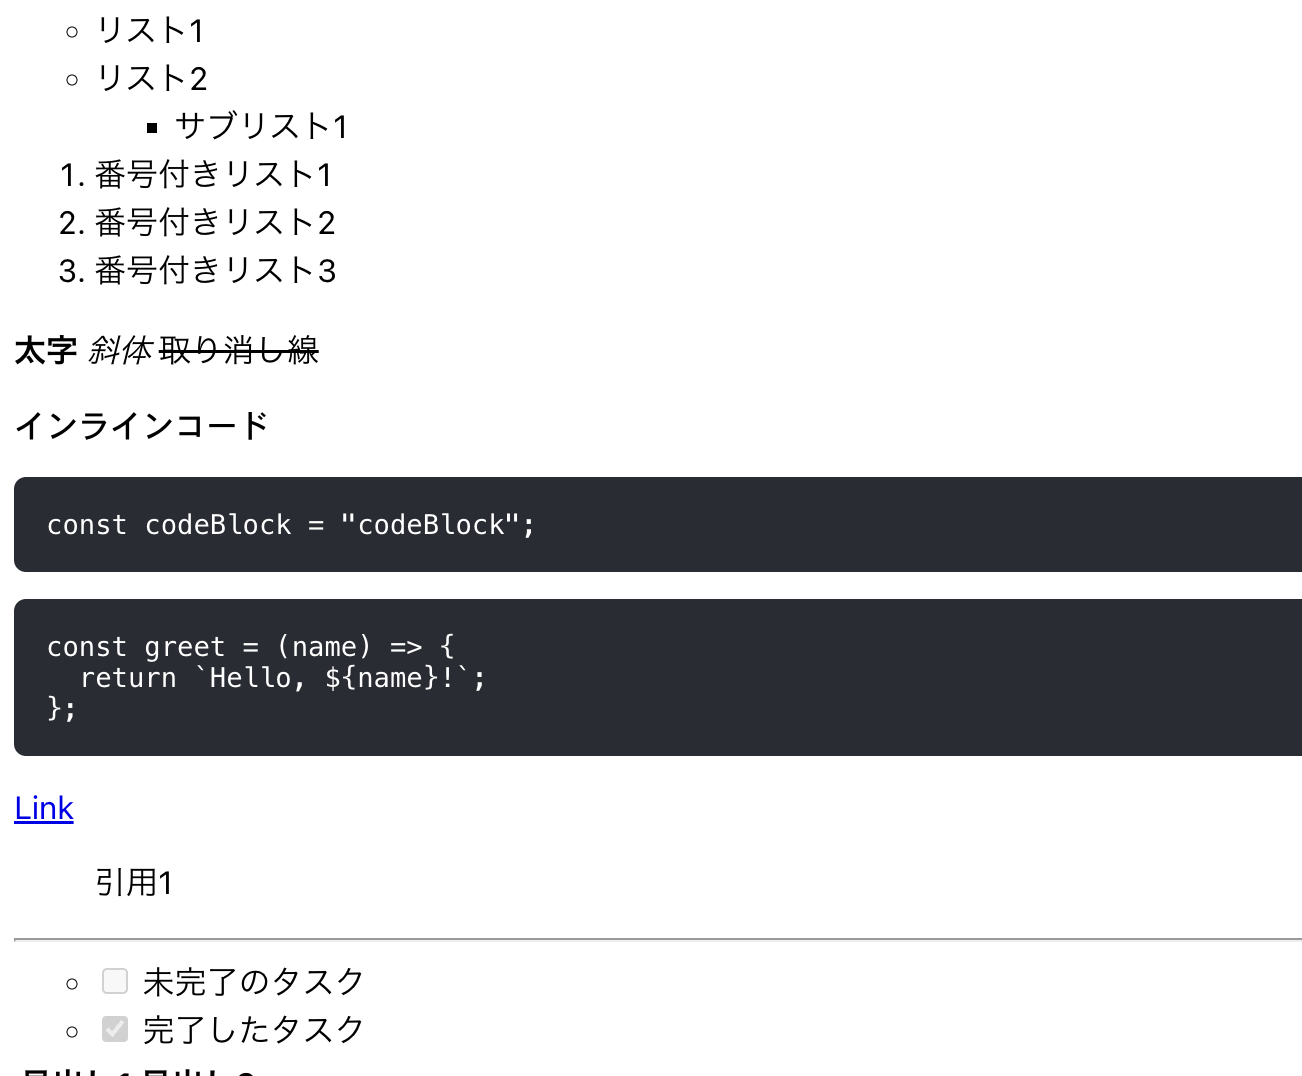 リスト1
リスト2
サブリスト1
1. 番号付きリスト1
2. 番号付きリスト2
3. 番号付きリスト3
太字 斜体 取り消し線
インラインコード
const codeBlock = "codeBlock";
const greet = (name) => {
  return `Hello, ${name}!`;
};
Link
引用1
未完了のタスク
完了したタスク